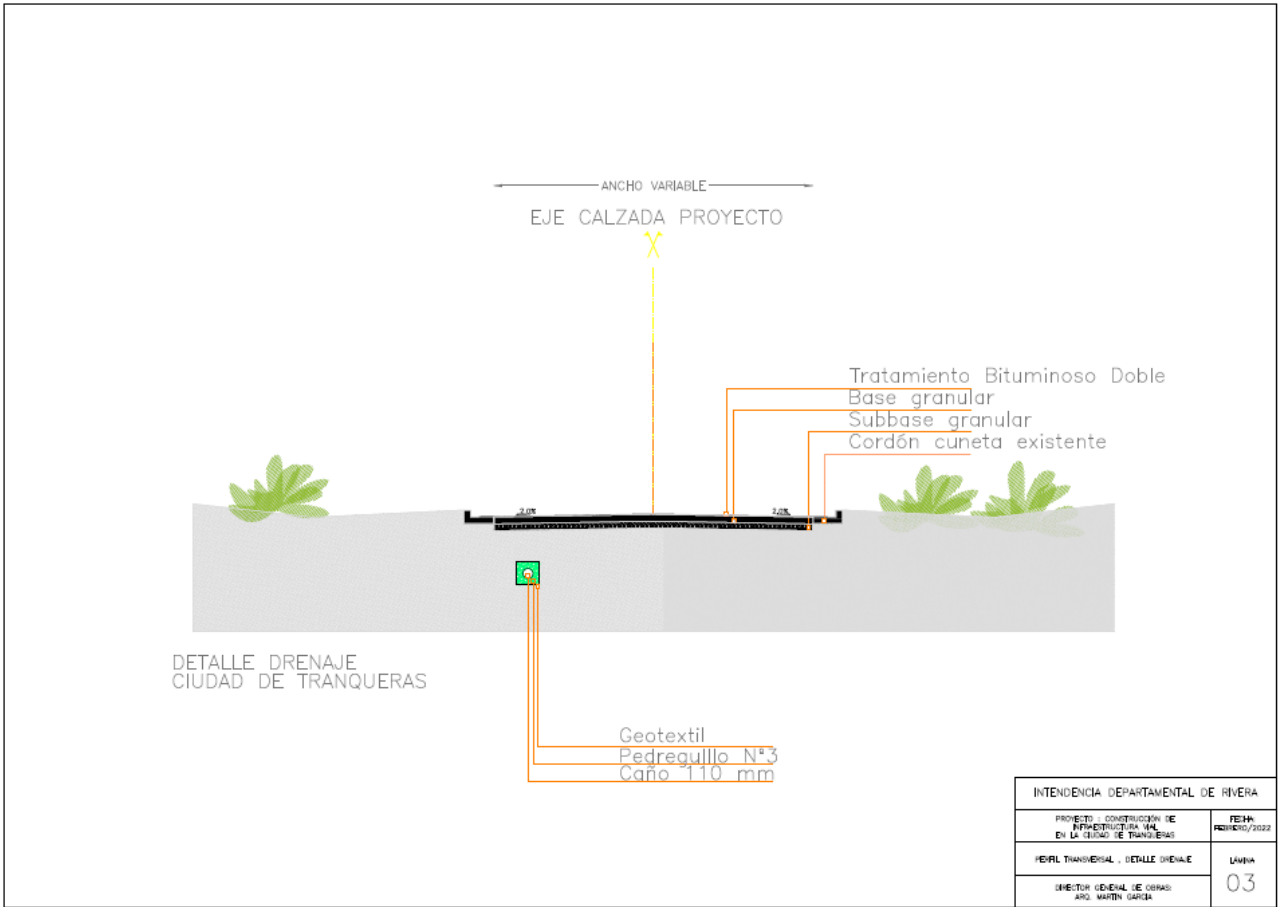 ANCHO VARIABLE
EJE CALZADA PROYECTO
Tratamiento Bituminoso Doble
Base granular
Subbase granular
Cordón cuneta existente
2.0% 2.0%
DETALLE DRENAJE
CIUDAD DE TRANQUERAS
Geotextil
Pedregulllo N°3
Caño 110 mm
INTENDENCIA DEPARTAMENTAL DE RIVERA
PROYECTO : CONSTRUCCIÓN DE
INFRAESTRUCTURA VIAL
EN LA CIUDAD DE TRANQUERAS
FECHA:
FEBRERO/2022
PERFIL TRANSVERSAL , DETALLE DRENAJE
LÁMINA
03
DIRECTOR GENERAL DE OBRAS:
ARQ. MARTIN GARCIA